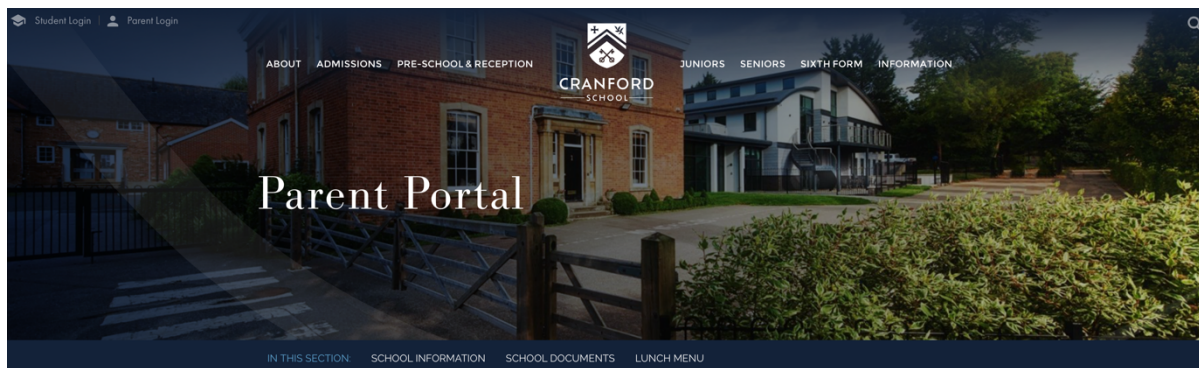 Student Login | Parent Login
ABOUT ADMISSIONS PRE-SCHOOL & RECEPTION JUNIORS SENIORS SIXTH FORM INFORMATION
CRANFORD
SCHOOL
Parent Portal
IN THIS SECTION: SCHOOL INFORMATION SCHOOL DOCUMENTS LUNCH MENU